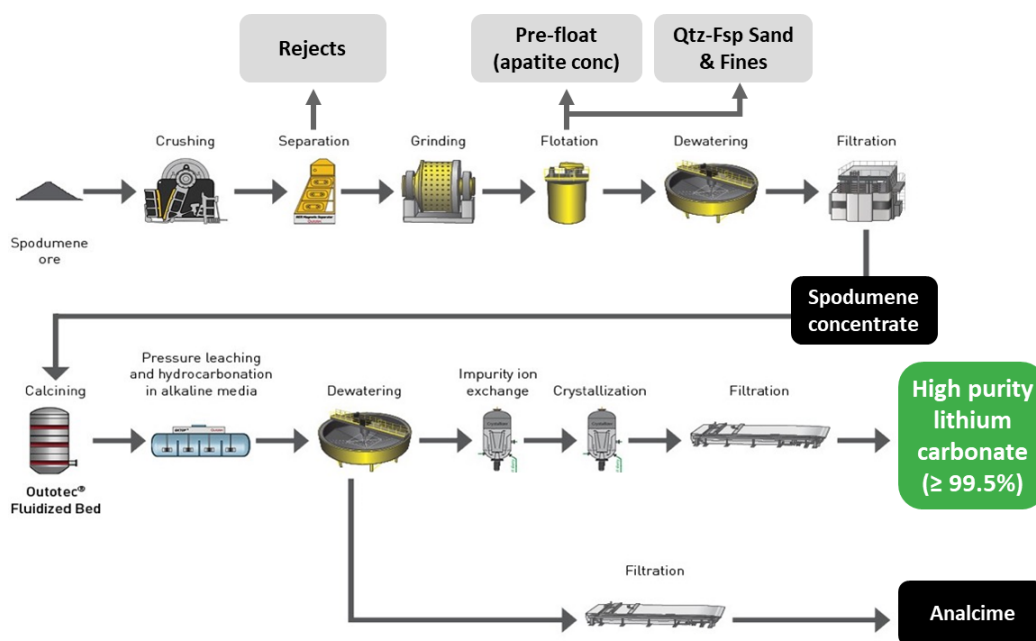 Rejects
Pre-float
(apatite conc)
Qtz-Fsp Sand
& Fines
Crushing
Separation
Grinding
Flotation
Dewatering
Filtration
Spodumene
ore
Spodumene
concentrate
Calcining
Pressure leaching
and hydrocarbonation
in alkaline media
Dewatering
Impurity ion
exchange
Crystallization
Filtration
High purity
lithium
carbonate
(≥ 99.5%)
Outotec®
Fluidized Bed
Filtration
Analcime